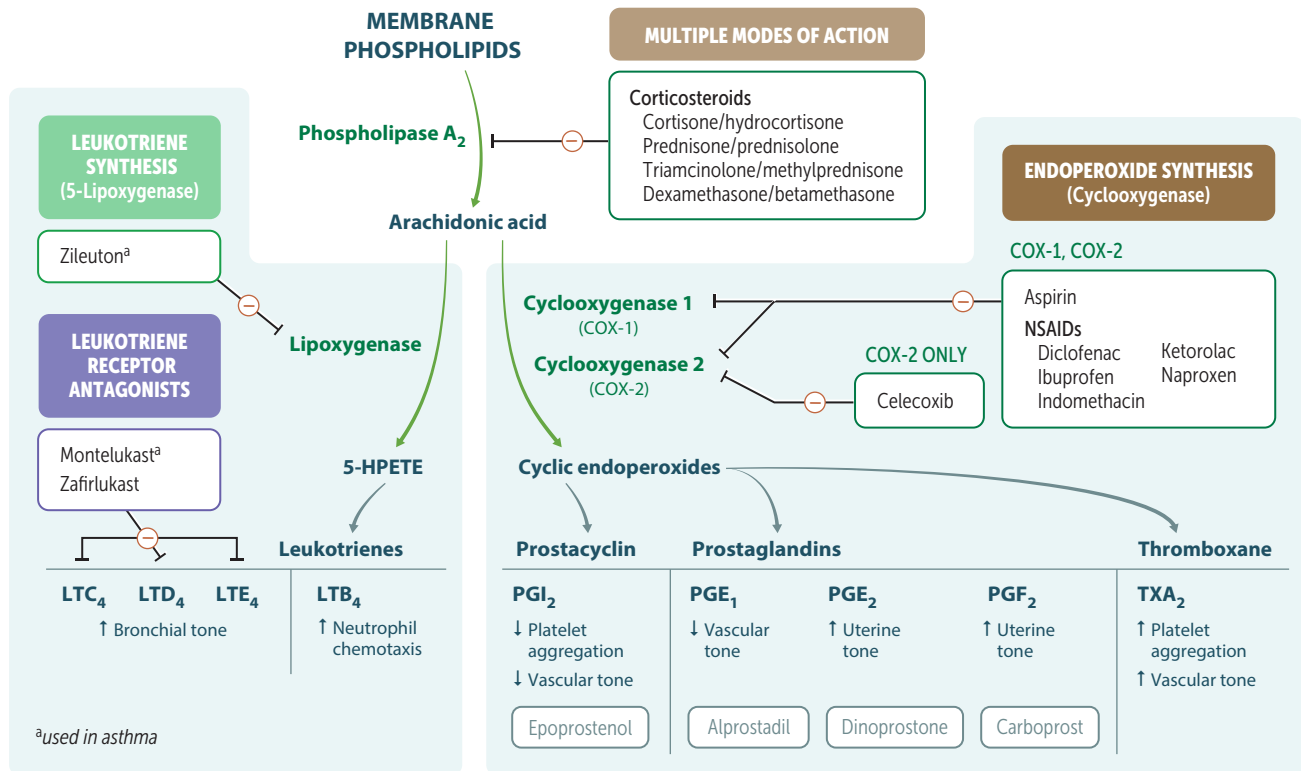 MEMBRANE
PHOSPHOLIPIDS
MULTIPLE MODES OF ACTION
Corticosteroids
Cortisone/hydrocortisone
Prednisone/prednisolone
Triamcinolone/methylprednisone
Dexamethasone/betamethasone
Phospholipase A₂
−
Arachidonic acid
LEUKOTRIENE
SYNTHESIS
(5-Lipoxygenase)
Zileutonᵃ
−
Lipoxygenase
LEUKOTRIENE
RECEPTOR
ANTAGONISTS
Montelukastᵃ
Zafirlukast
−
ENDOPEROXIDE SYNTHESIS
(Cyclooxygenase)
COX-1, COX-2
Aspirin
NSAIDs
Diclofenac
Ibuprofen
Indomethacin
Ketorolac
Naproxen
−
Cyclooxygenase 1
(COX-1)
Cyclooxygenase 2
(COX-2)
COX-2 ONLY
Celecoxib
−
5-HPETE
Cyclic endoperoxides
Leukotrienes
Prostacyclin
Prostaglandins
Thromboxane
LTC₄ LTD₄ LTE₄
↑ Bronchial tone
LTB₄
↑ Neutrophil
chemotaxis
PGI₂
↓ Platelet
aggregation
↓ Vascular tone
Epoprostenol
PGE₁
↓ Vascular
tone
Alprostadil
PGE₂
↑ Uterine
tone
Dinoprostone
PGF₂
↑ Uterine
tone
Carboprost
TXA₂
↑ Platelet
aggregation
↑ Vascular tone
ᵃused in asthma